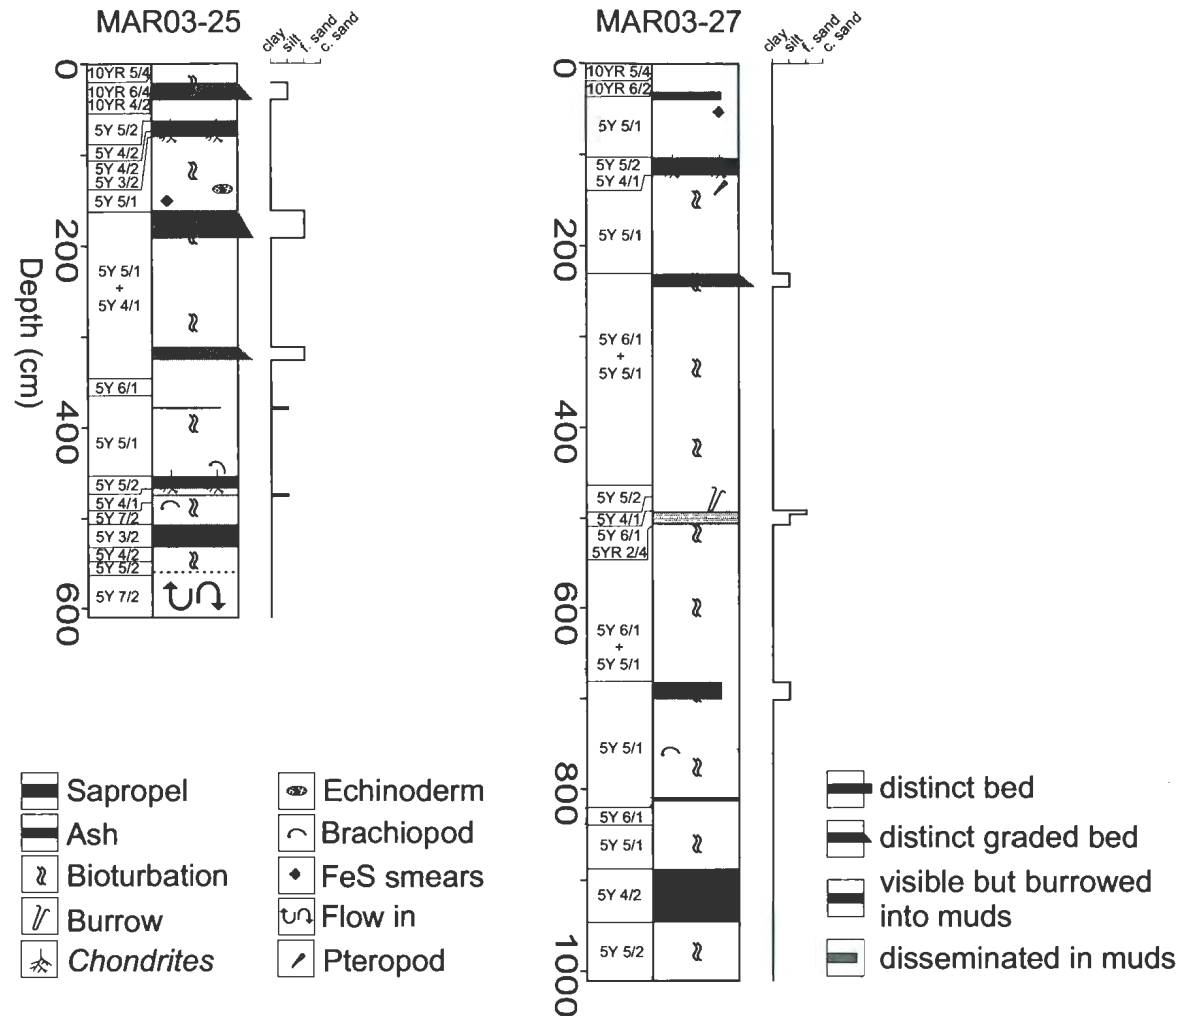 MAR03-25
clay
silt
f. sand
c. sand
0
200
400
600
Depth (cm)
10YR 5/4
10YR 6/4
10YR 4/2
5Y 5/2
5Y 4/2
5Y 4/2
5Y 3/2
5Y 5/1
5Y 5/1
+
5Y 4/1
5Y 6/1
5Y 5/1
5Y 5/2
5Y 4/1
5Y 7/2
5Y 3/2
5Y 4/2
5Y 5/2
5Y 7/2
MAR03-27
clay
silt
f. sand
c. sand
0
200
400
600
800
1000
10YR 5/4
10YR 6/2
5Y 5/1
5Y 5/2
5Y 4/1
5Y 5/1
5Y 6/1
+
5Y 5/1
5Y 5/2
5Y 4/1
5Y 6/1
5YR 2/4
5Y 6/1
+
5Y 5/1
5Y 5/1
5Y 6/1
5Y 5/1
5Y 4/2
5Y 5/2
Sapropel
Ash
Bioturbation
Burrow
Chondrites
Echinoderm
Brachiopod
FeS smears
Flow in
Pteropod
distinct bed
distinct graded bed
visible but burrowed
into muds
disseminated in muds